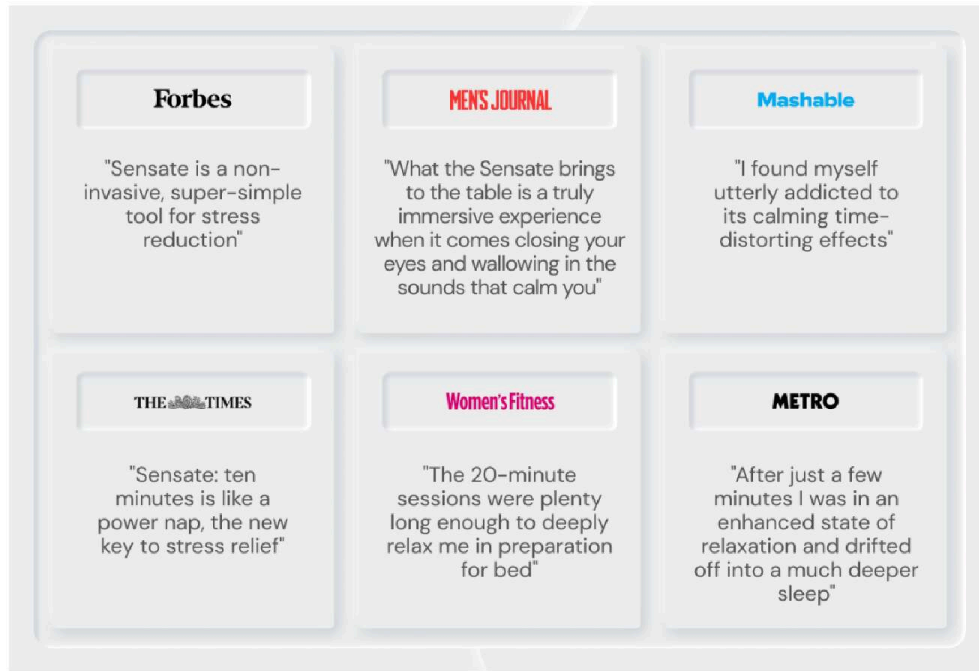 Forbes
"Sensate is a non-
invasive, super-simple
tool for stress
reduction"
MEN'S JOURNAL
"What the Sensate brings
to the table is a truly
immersive experience
when it comes closing your
eyes and wallowing in the
sounds that calm you"
Mashable
"I found myself
utterly addicted to
its calming time-
distorting effects"
THE TIMES
"Sensate: ten
minutes is like a
power nap, the new
key to stress relief"
Women's Fitness
"The 20-minute
sessions were plenty
long enough to deeply
relax me in preparation
for bed"
METRO
"After just a few
minutes I was in an
enhanced state of
relaxation and drifted
off into a much deeper
sleep"